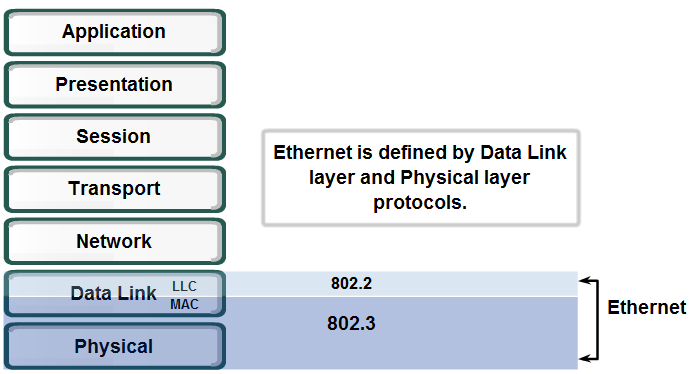 Application
Presentation
Session
Ethernet is defined by Data Link
layer and Physical layer
protocols.
Transport
Network
Data Link
LLC
MAC
802.2
802.3
Ethernet
Physical